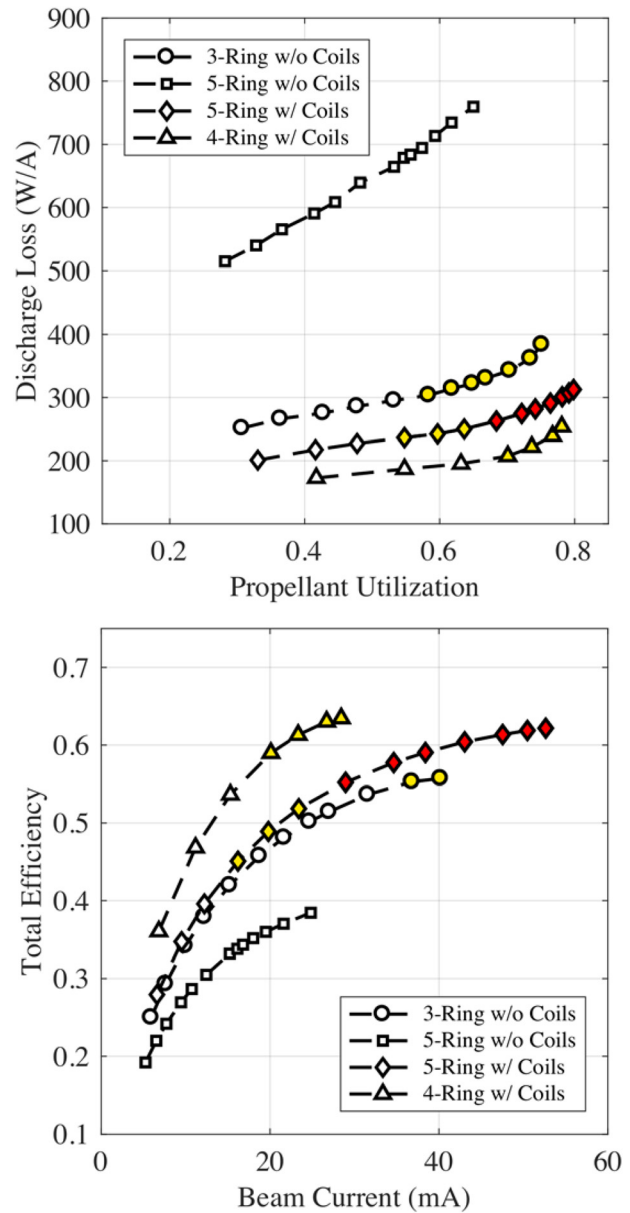 900
800
700
600
500
400
300
200
100
Discharge Loss (W/A)
3-Ring w/o Coils
5-Ring w/o Coils
5-Ring w/ Coils
4-Ring w/ Coils
0.2 0.4 0.6 0.8
Propellant Utilization
0.7
0.6
0.5
0.4
0.3
0.2
0.1
Total Efficiency
3-Ring w/o Coils
5-Ring w/o Coils
5-Ring w/ Coils
4-Ring w/ Coils
0 20 40 60
Beam Current (mA)